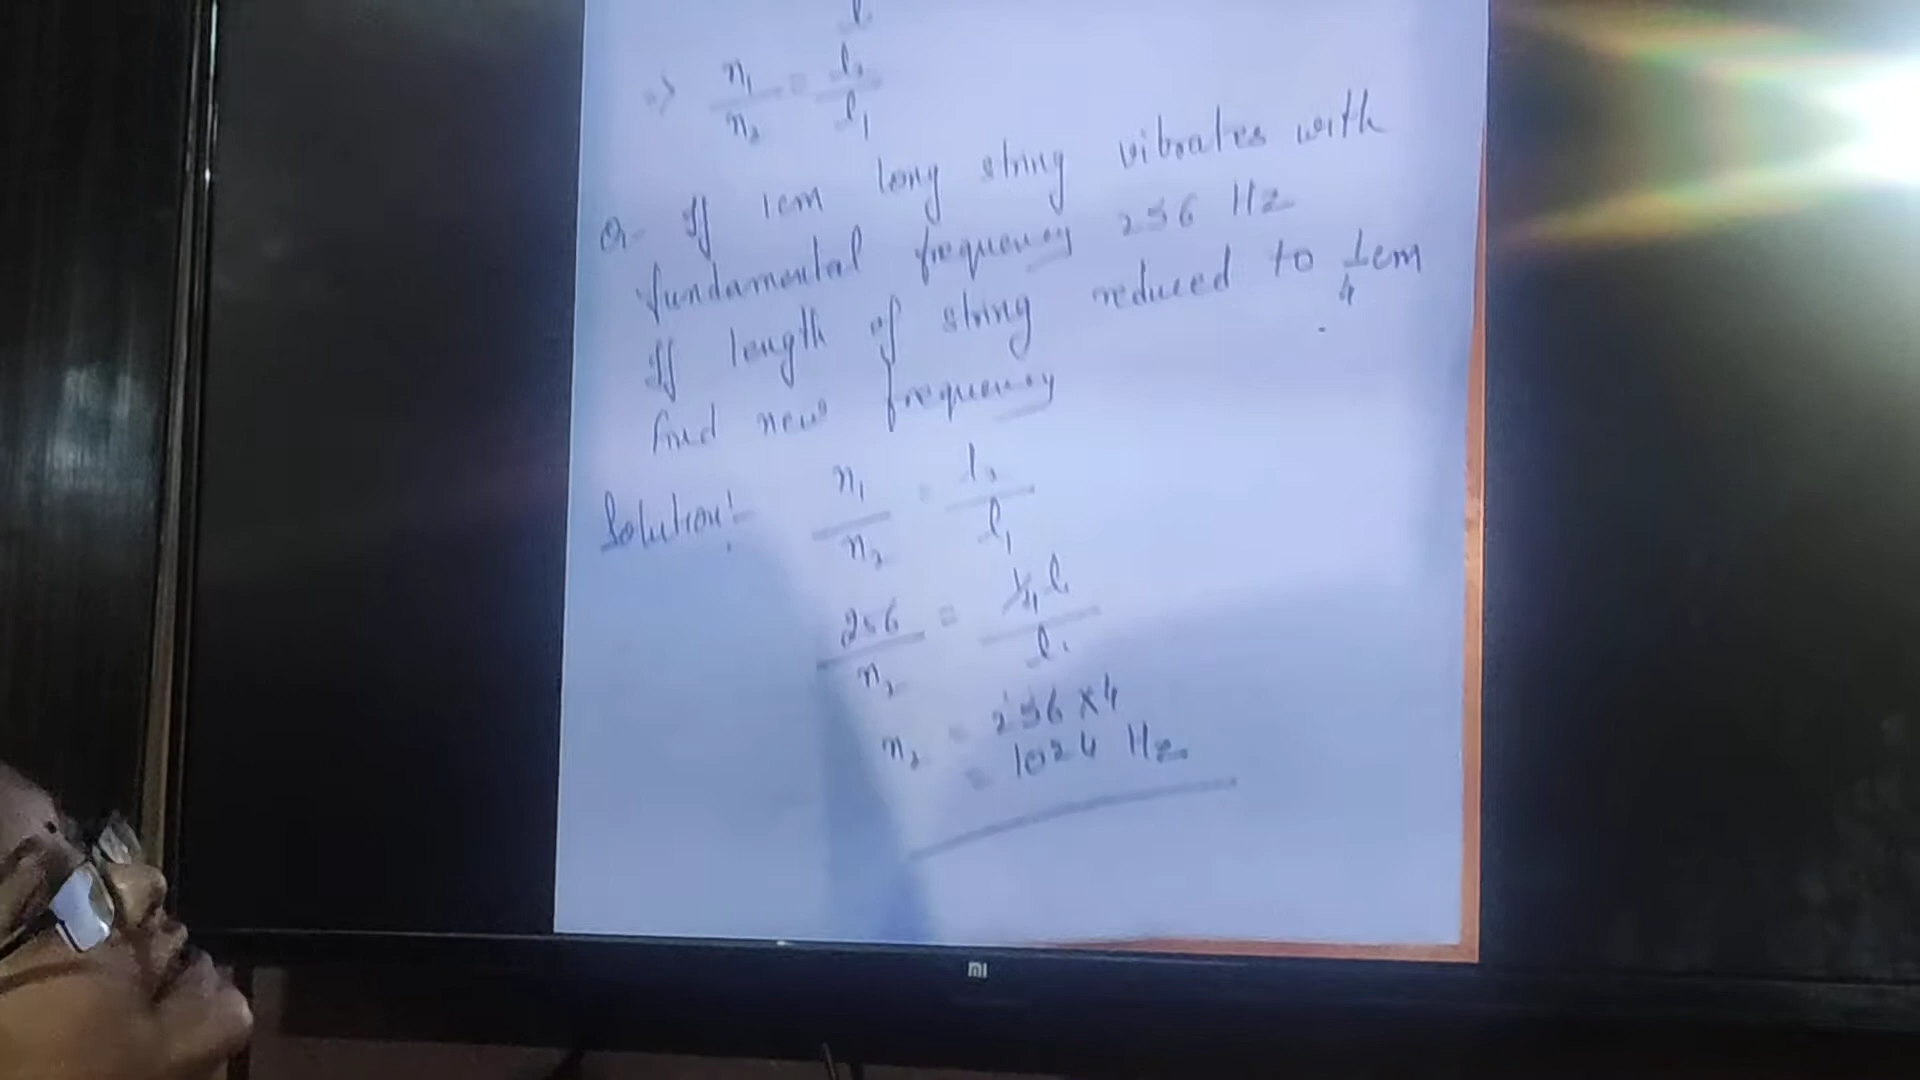 l
=> n₁/n₂ = l₂/l₁
Q- If 1cm long string vibrates with
fundamental frequency 256 Hz
If length of string reduced to 1/4 cm
find new frequency
Solution:- n₁/n₂ = l₂/l₁
256/n₂ = 1/4 l₁/l₁
n₂ = 256 x 4
= 1024 Hz
mi